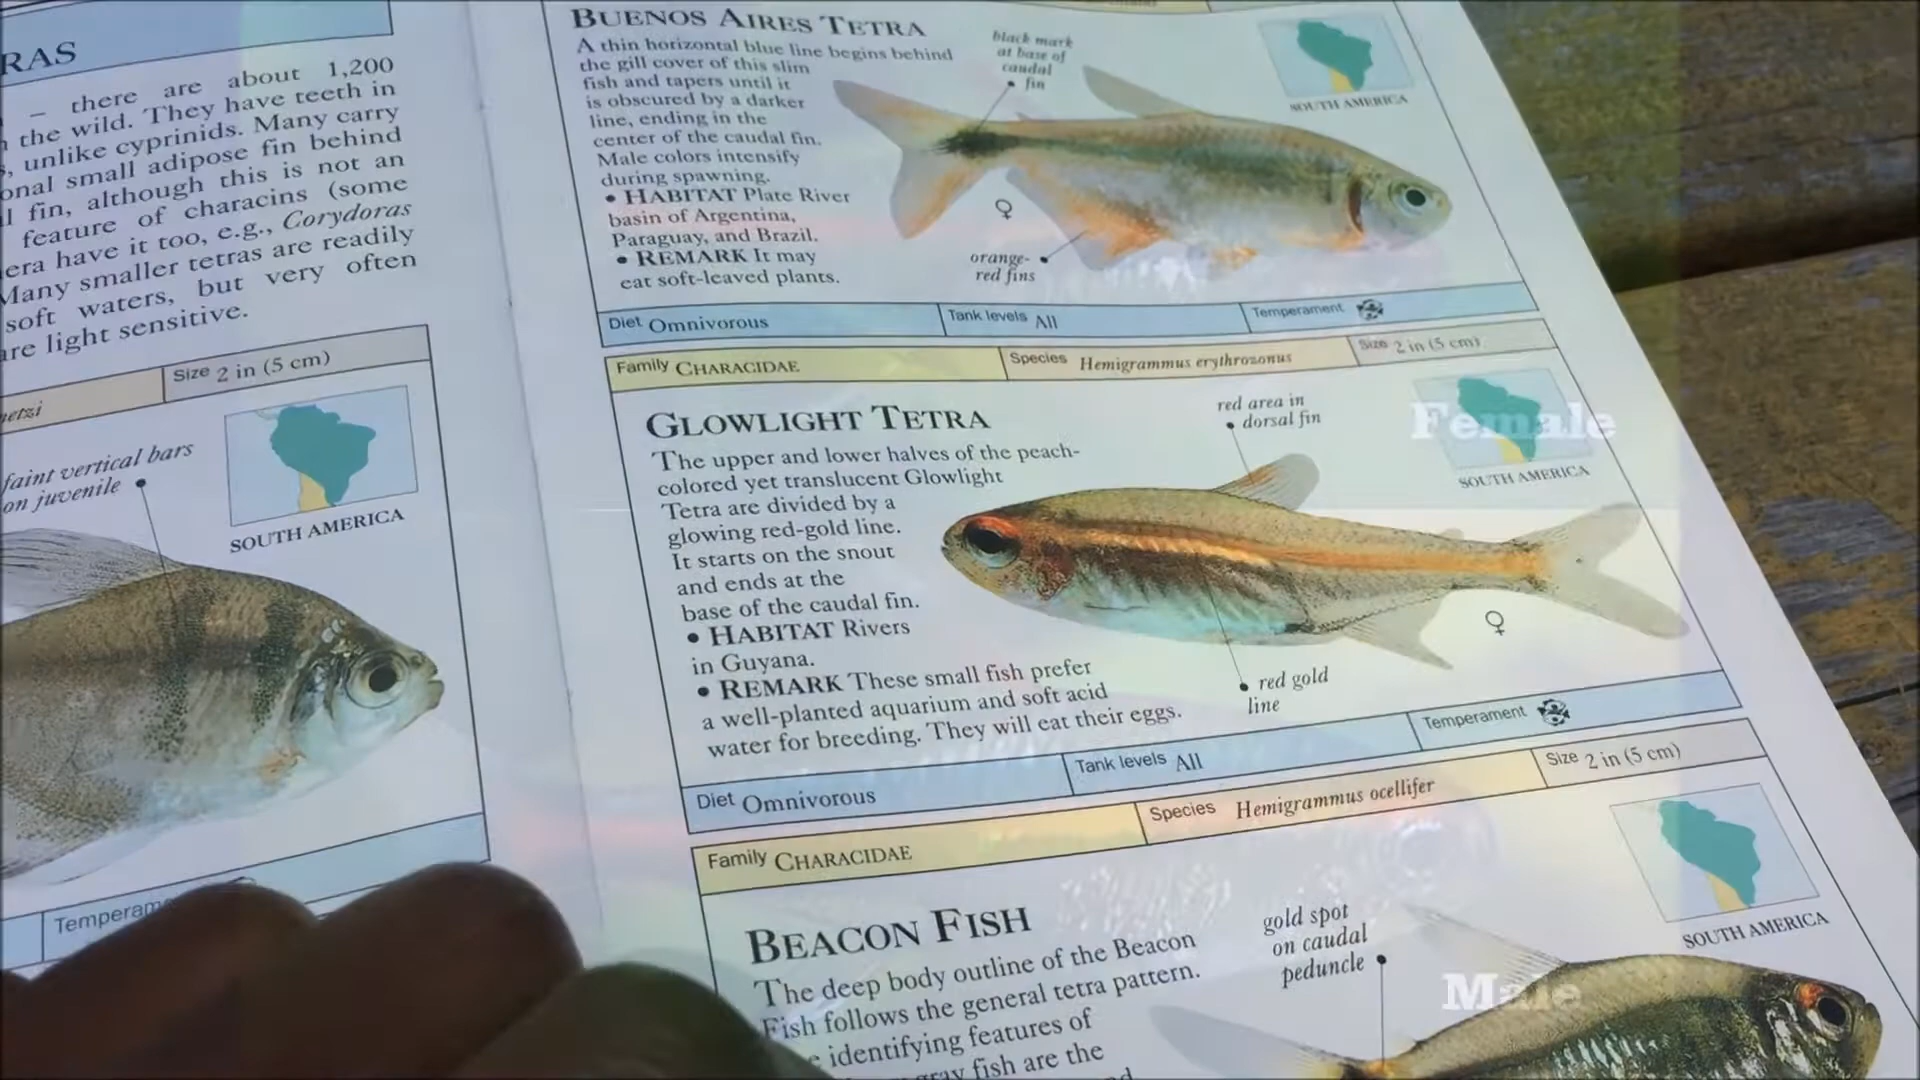 RAS
– there are about 1,200
the wild. They have teeth in
unlike cyprinids. Many carry
onal small adipose fin behind
l fin, although this is not an
feature of characins (some
era have it too, e.g., Corydoras
Many smaller tetras are readily
soft waters, but very often
are light sensitive.
Size 2 in (5 cm)
netzi
faint vertical bars
on juvenile
SOUTH AMERICA
Temperam
BUENOS AIRES TETRA
A thin horizontal blue line begins behind
the gill cover of this slim
fish and tapers until it
is obscured by a darker
line, ending in the
center of the caudal fin.
Male colors intensify
during spawning.
• HABITAT Plate River
basin of Argentina,
Paraguay, and Brazil.
• REMARK It may
eat soft-leaved plants.
black mark
at base of
caudal
fin
♀
orange-
red fins
SOUTH AMERICA
Diet Omnivorous
Tank levels All
Temperament
Family CHARACIDAE
Species Hemigrammus erythrozonus
Size 2 in (5 cm)
GLOWLIGHT TETRA
The upper and lower halves of the peach-
colored yet translucent Glowlight
Tetra are divided by a
glowing red-gold line.
It starts on the snout
and ends at the
base of the caudal fin.
• HABITAT Rivers
in Guyana.
• REMARK These small fish prefer
a well-planted aquarium and soft acid
water for breeding. They will eat their eggs.
red area in
dorsal fin
Female
SOUTH AMERICA
♀
red gold
line
Diet Omnivorous
Tank levels All
Temperament
Family CHARACIDAE
Species Hemigrammus ocellifer
Size 2 in (5 cm)
BEACON FISH
The deep body outline of the Beacon
Fish follows the general tetra pattern.
identifying features of
gray fish are the
gold spot
on caudal
peduncle
SOUTH AMERICA
Male